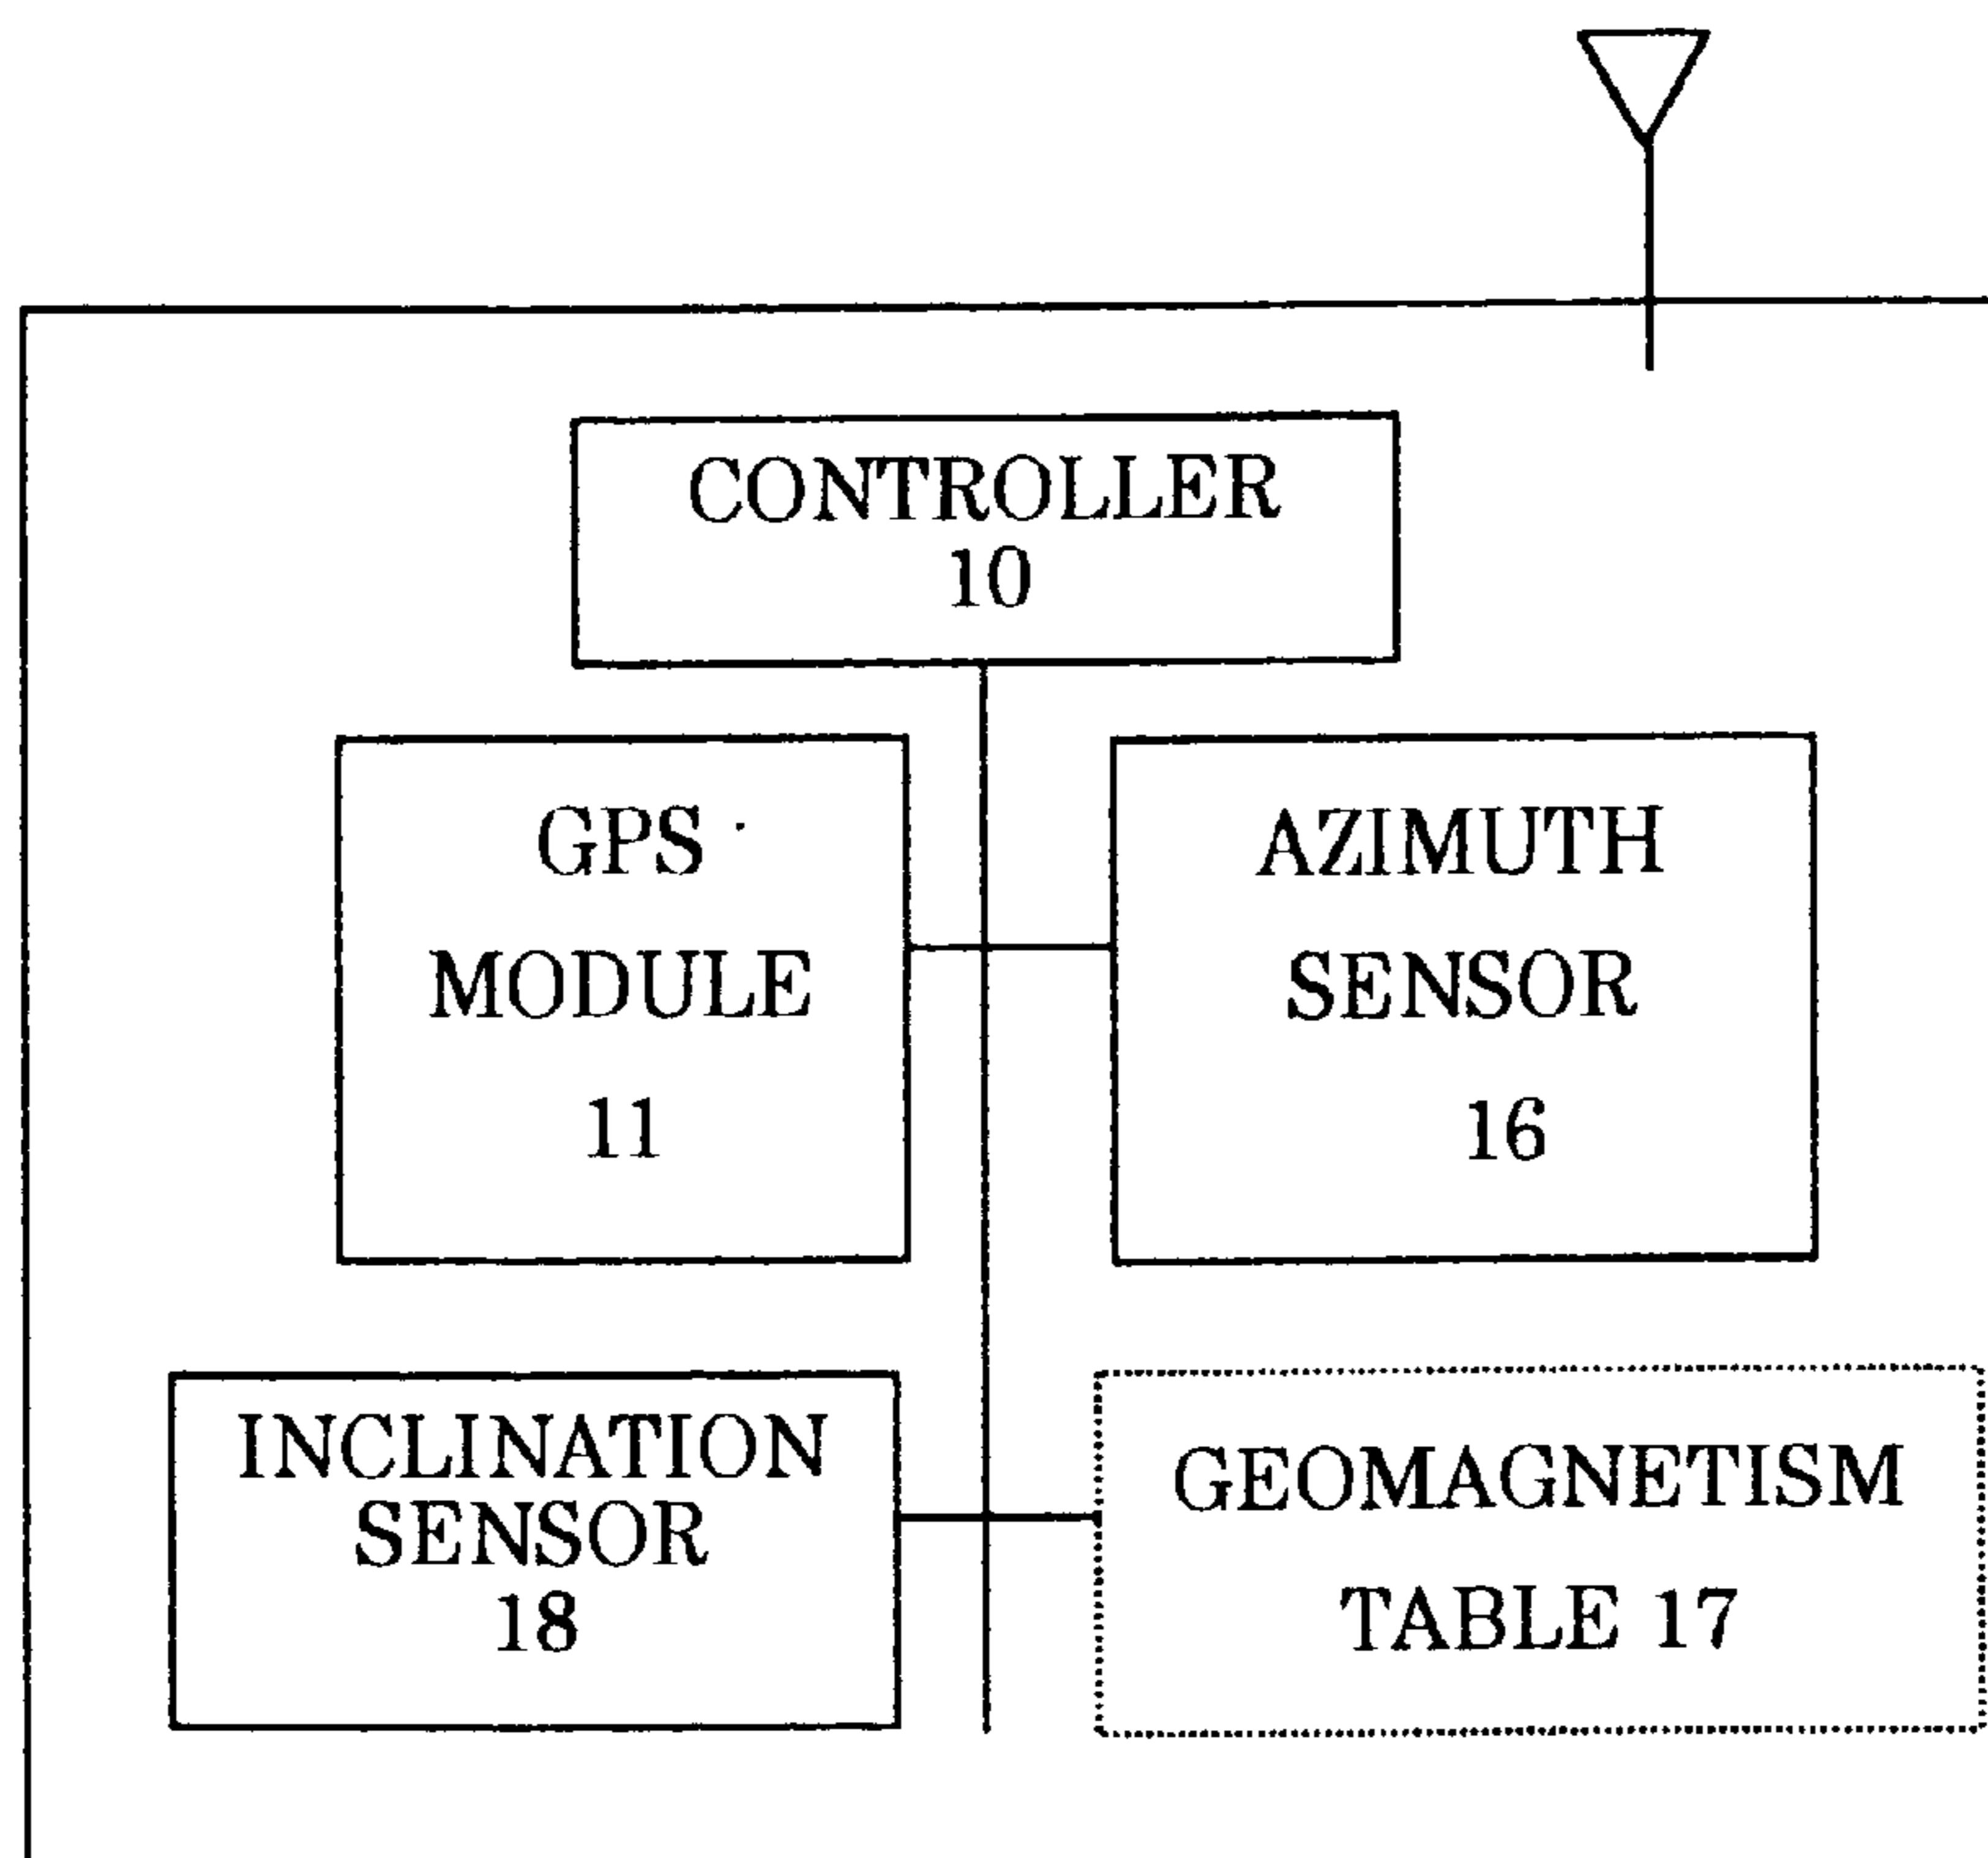 CONTROLLER
10
GPS
MODULE
11
AZIMUTH
SENSOR
16
INCLINATION
SENSOR
18
GEOMAGNETISM
TABLE 17